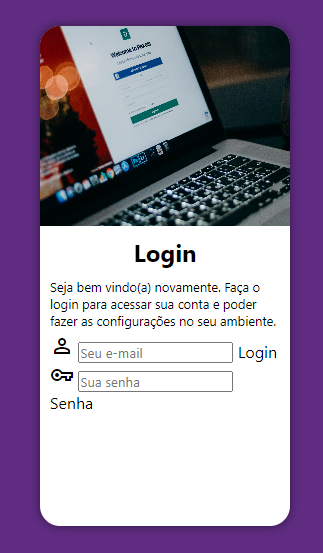 Login
Seja bem vindo(a) novamente. Faça o
login para acessar sua conta e poder
fazer as configurações no seu ambiente.
Seu e-mail Login
Sua senha
Senha